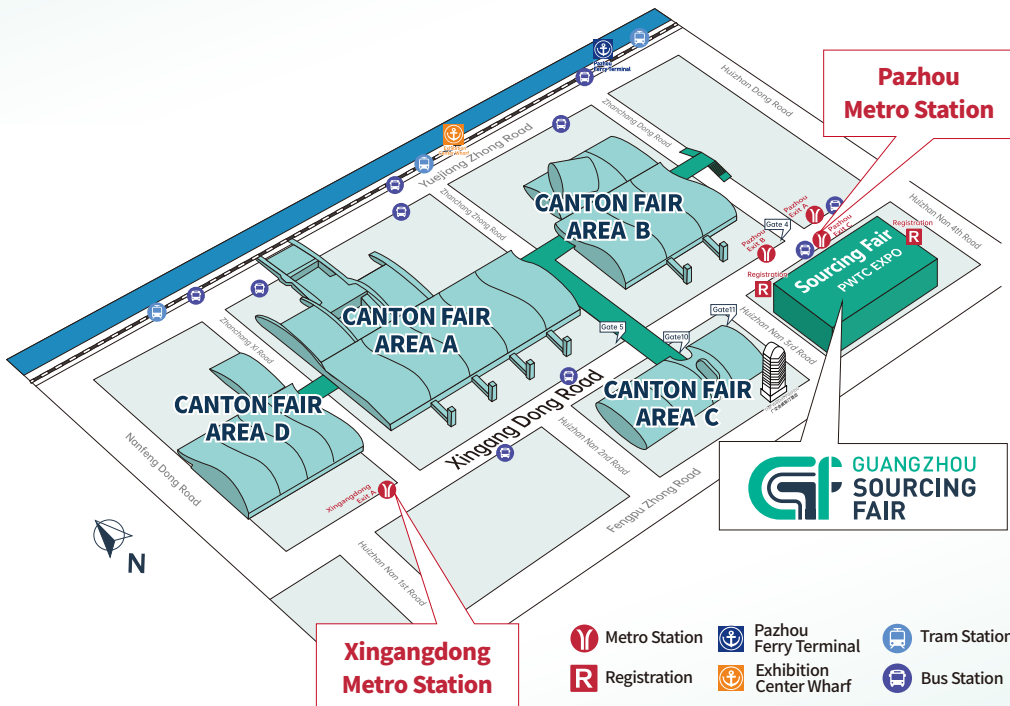 Pazhou
Ferry Terminal
Huizhan Dong Road
Pazhou
Metro Station
Zhanchang Dong Road
Yuejiang Zhong Road
Zhanchang Zhong Road
CANTON FAIR
AREA B
Pazhou
Exit A
Pazhou
Exit C
Gate 4
Pazhou
Exit B
Registration
R
Huizhan Nan 4th Road
Registration
R
Sourcing Fair
PWTC EXPO
CANTON FAIR
AREA A
Gate 5
Gate10
Gate11
Huizhan Nan 3rd Road
Zhanchang Xi Road
CANTON FAIR
AREA D
CANTON FAIR
AREA C
Xingang Dong Road
Huizhan Nan 2nd Road
Nanfeng Dong Road
Fengpu Zhong Road
Xingangdong
Exit A
Huizhan Nan 1st Road
N
GUANGZHOU
SOURCING
FAIR
Xingangdong
Metro Station
Metro Station
Pazhou
Ferry Terminal
Tram Station
R
Registration
Exhibition
Center Wharf
Bus Station